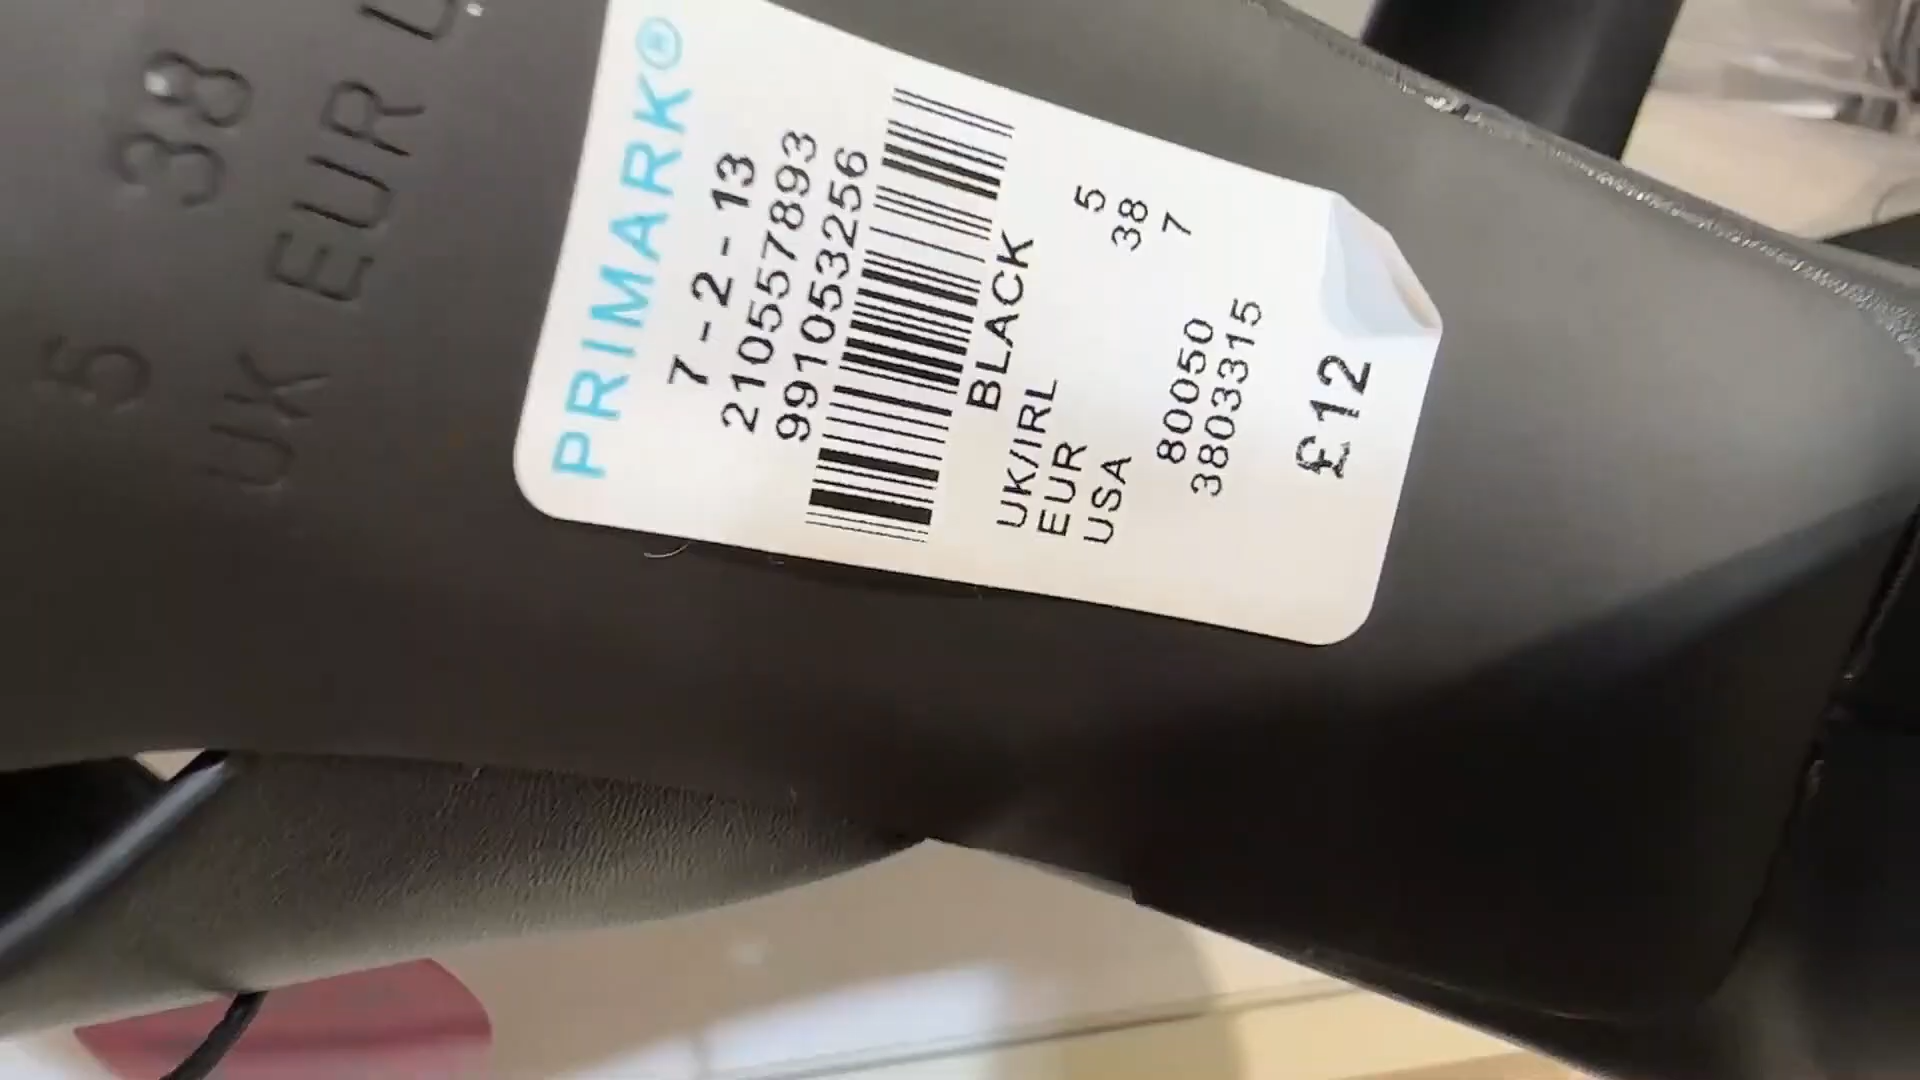 5 38
UK EUR
PRIMARK®
7 - 2 - 13
210557893
991053256
BLACK
UK/IRL 5
EUR 38
USA 7
80050
3803315
£12